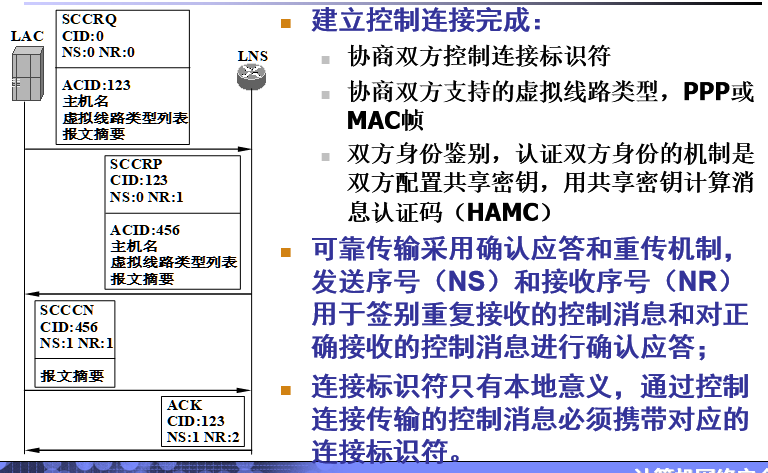 LAC
SCCRQ
CID:0
NS:0 NR:0
ACID:123
主机名
虚拟线路类型列表
报文摘要
LNS
SCCRP
CID:123
NS:0 NR:1
ACID:456
主机名
虚拟线路类型列表
报文摘要
SCCCN
CID:456
NS:1 NR:1
报文摘要
ACK
CID:123
NS:1 NR:2
建立控制连接完成：
协商双方控制连接标识符
协商双方支持的虚拟线路类型，PPP或
MAC帧
双方身份鉴别，认证双方身份的机制是
双方配置共享密钥，用共享密钥计算消
息认证码（HAMC）
可靠传输采用确认应答和重传机制，
发送序号（NS）和接收序号（NR）
用于签别重复接收的控制消息和对正
确接收的控制消息进行确认应答；
连接标识符只有本地意义，通过控制
连接传输的控制消息必须携带对应的
连接标识符。